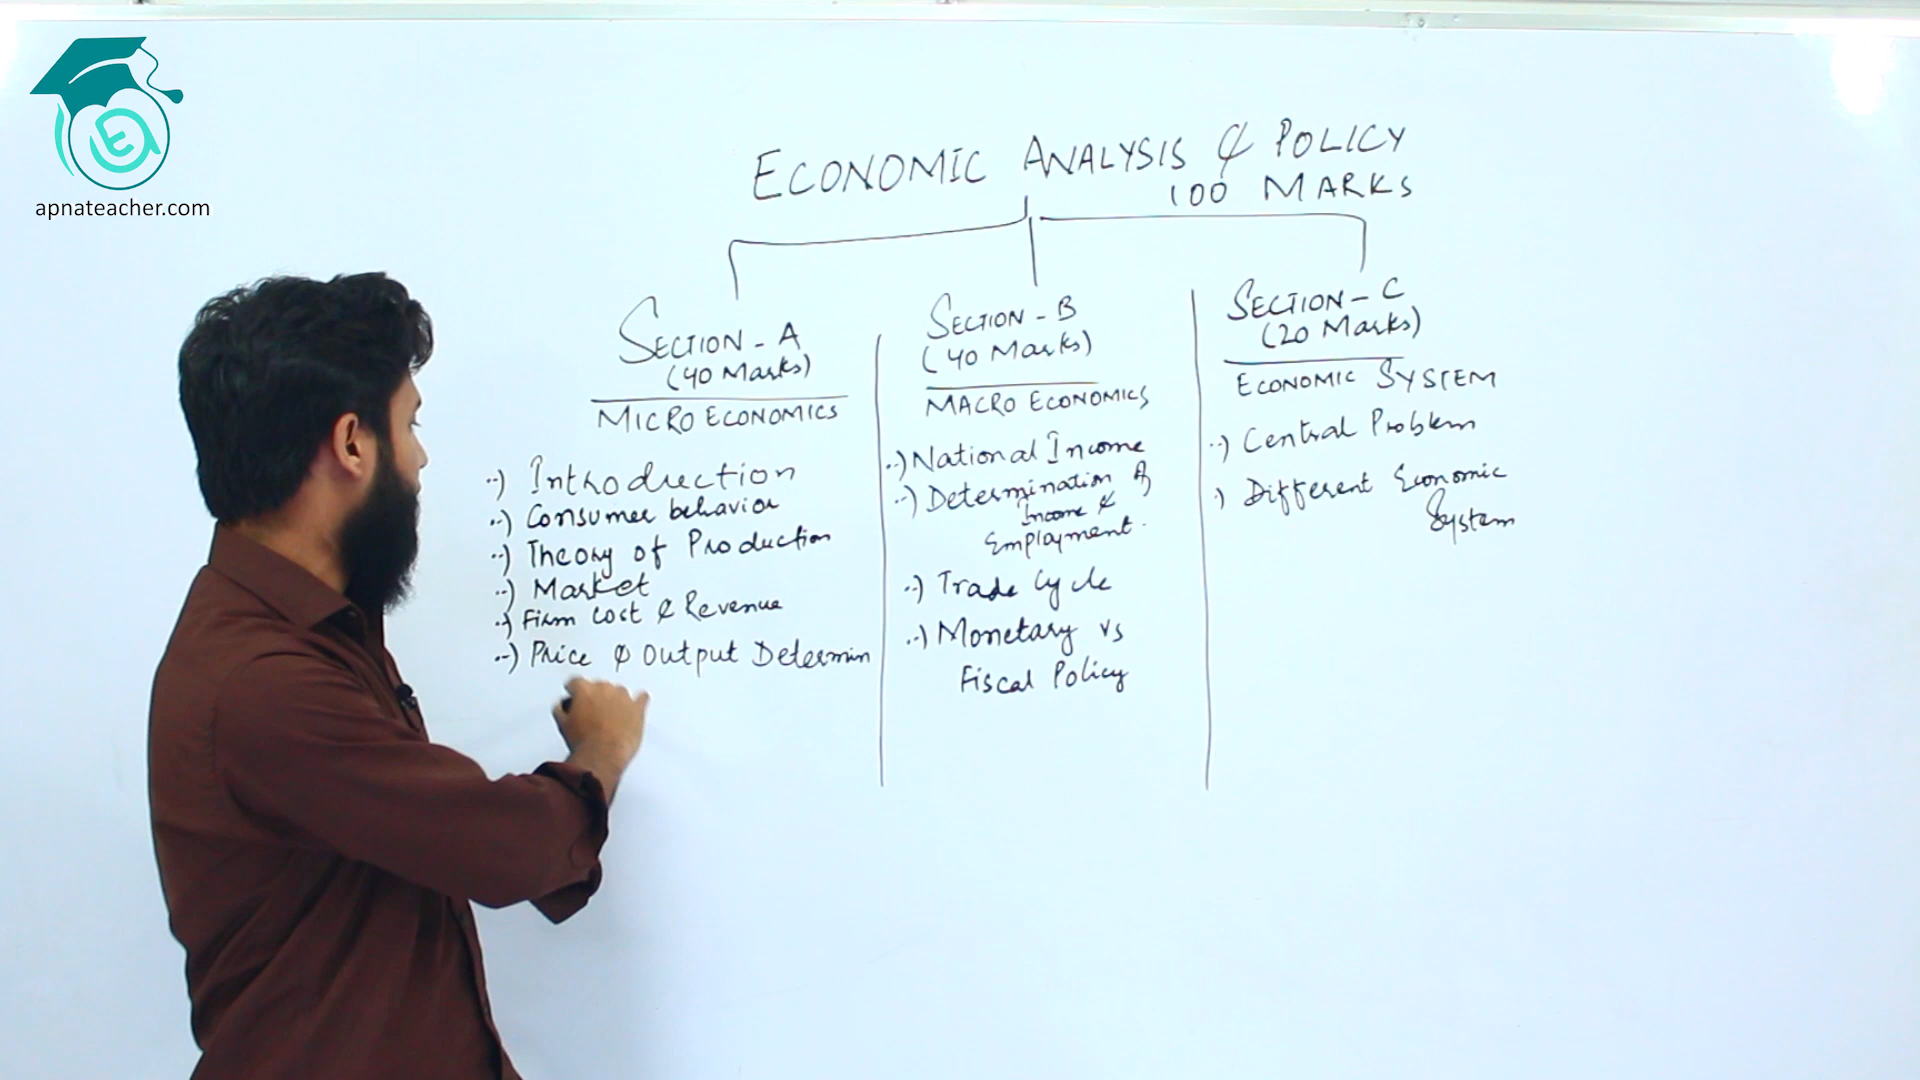 apnateacher.com
ECONOMIC ANALYSIS & POLICY
100 MARKS
SECTION - A
(40 Marks)
MICRO ECONOMICS
Introduction
Consumer behavior
Theory of Production
Market
Firm Cost & Revenue
Price & Output Determin
SECTION - B
(40 Marks)
MACRO ECONOMICS
National Income
Determination of
Income &
Employment.
Trade Cycle
Monetary vs
Fiscal Policy
SECTION - C
(20 Marks)
ECONOMIC SYSTEM
Central Problem
Different Economic
System